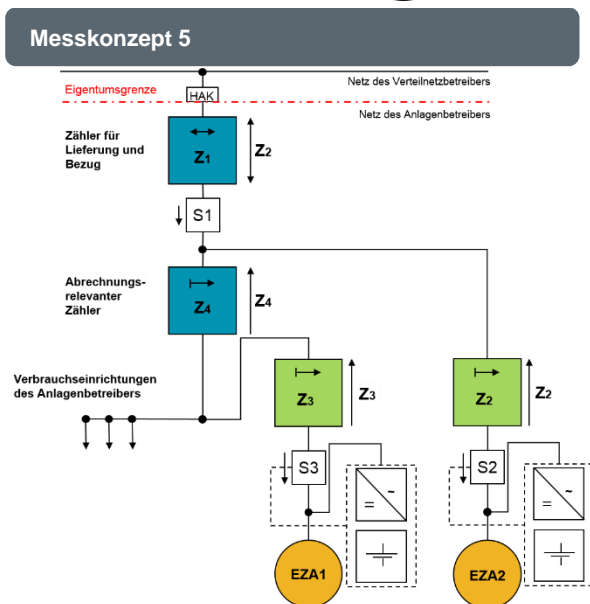 Messkonzept 5
Netz des Verteilnetzbetreibers
Eigentumsgrenze
HAK
Netz des Anlagenbetreibers
Zähler für
Lieferung und
Bezug
Z1
Z2
S1
Abrechnungs-
relevanter
Zähler
Z4
Z4
Verbrauchseinrichtungen
des Anlagenbetreibers
Z3
Z3
Z2
Z2
S3
S2
= ~
= ~
EZA1
EZA2